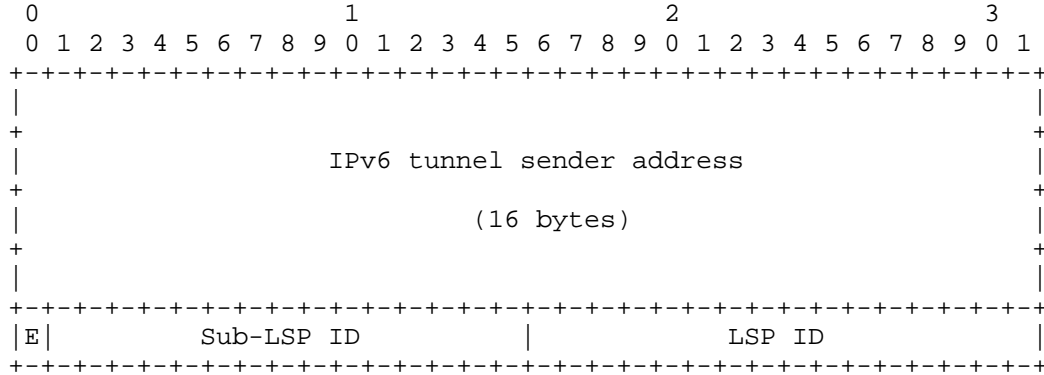 0                   1                   2                   3
0 1 2 3 4 5 6 7 8 9 0 1 2 3 4 5 6 7 8 9 0 1 2 3 4 5 6 7 8 9 0 1
+-+-+-+-+-+-+-+-+-+-+-+-+-+-+-+-+-+-+-+-+-+-+-+-+-+-+-+-+-+-+-+-+
|                                                               |
+                                                               +
|                   IPv6 tunnel sender address                  |
+                                                               +
|                            (16 bytes)                         |
+                                                               +
|                                                               |
+-+-+-+-+-+-+-+-+-+-+-+-+-+-+-+-+-+-+-+-+-+-+-+-+-+-+-+-+-+-+-+-+
|E|         Sub-LSP ID          |            LSP ID             |
+-+-+-+-+-+-+-+-+-+-+-+-+-+-+-+-+-+-+-+-+-+-+-+-+-+-+-+-+-+-+-+-+